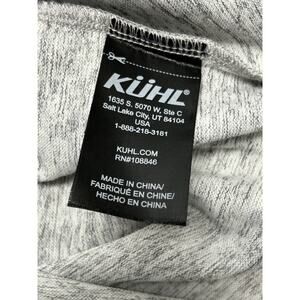 KÜHL
1635 S. 5070 W, Ste C
Salt Lake City, UT 84104
USA
1-888-218-3181
KUHL.COM
RN#108846
MADE IN CHINA/
FABRIQUÉ EN CHINE/
HECHO EN CHINA